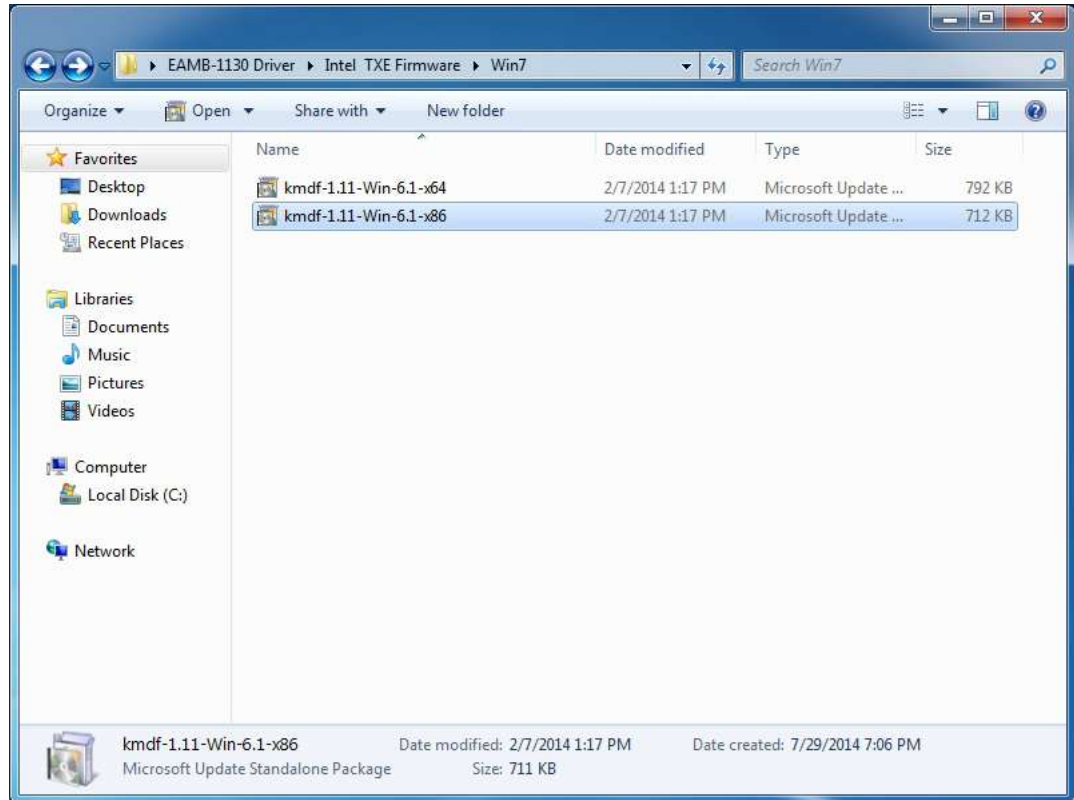 EAMB-1130 Driver Intel TXE Firmware Win7 Search Win7
Organize Open Share with New folder
Name Date modified Type Size
Favorites
Desktop
Downloads
Recent Places
Libraries
Documents
Music
Pictures
Videos
Computer
Local Disk (C:)
Network
kmdf-1.11-Win-6.1-x64 2/7/2014 1:17 PM Microsoft Update ... 792 KB
kmdf-1.11-Win-6.1-x86 2/7/2014 1:17 PM Microsoft Update ... 712 KB
kmdf-1.11-Win-6.1-x86 Date modified: 2/7/2014 1:17 PM Date created: 7/29/2014 7:06 PM
Microsoft Update Standalone Package Size: 711 KB